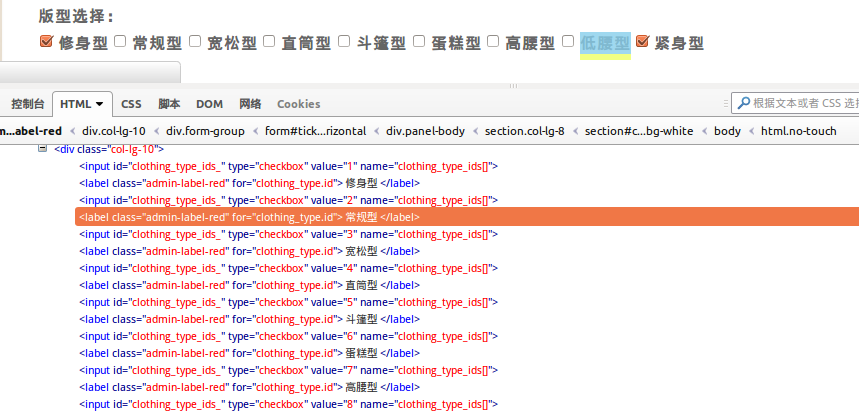 版型选择：
修身型 常规型 宽松型 直筒型 斗篷型 蛋糕型 高腰型 低腰型 紧身型
控制台 HTML CSS 脚本 DOM 网络 Cookies 根据文本或者 CSS 选择
m...abel-red < div.col-lg-10 < div.form-group < form#tick...rizontal < div.panel-body < section.col-lg-8 < section#c...bg-white < body < html.no-touch
<div class="col-lg-10">
<input id="clothing_type_ids_" type="checkbox" value="1" name="clothing_type_ids[]">
<label class="admin-label-red" for="clothing_type.id"> 修身型 </label>
<input id="clothing_type_ids_" type="checkbox" value="2" name="clothing_type_ids[]">
<label class="admin-label-red" for="clothing_type.id"> 常规型 </label>
<input id="clothing_type_ids_" type="checkbox" value="3" name="clothing_type_ids[]">
<label class="admin-label-red" for="clothing_type.id"> 宽松型 </label>
<input id="clothing_type_ids_" type="checkbox" value="4" name="clothing_type_ids[]">
<label class="admin-label-red" for="clothing_type.id"> 直筒型 </label>
<input id="clothing_type_ids_" type="checkbox" value="5" name="clothing_type_ids[]">
<label class="admin-label-red" for="clothing_type.id"> 斗篷型 </label>
<input id="clothing_type_ids_" type="checkbox" value="6" name="clothing_type_ids[]">
<label class="admin-label-red" for="clothing_type.id"> 蛋糕型 </label>
<input id="clothing_type_ids_" type="checkbox" value="7" name="clothing_type_ids[]">
<label class="admin-label-red" for="clothing_type.id"> 高腰型 </label>
<input id="clothing_type_ids_" type="checkbox" value="8" name="clothing_type_ids[]">